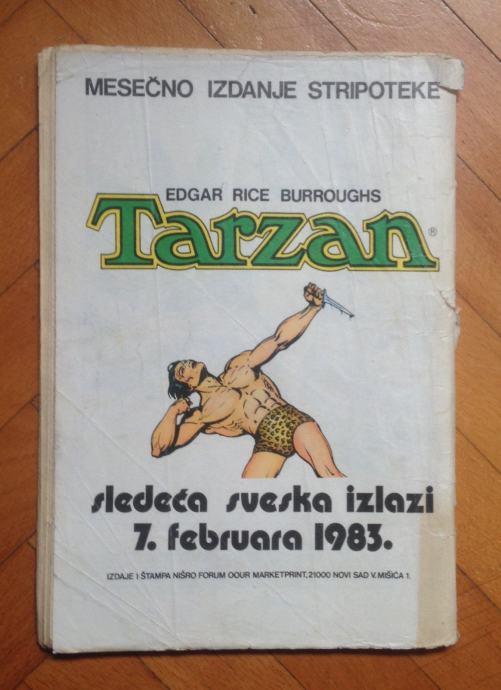 MESEČNO IZDANJE STRIPOTEKE
EDGAR RICE BURROUGHS
Tarzan®
sledeća sveska izlazi
7. februara 1983.
IZDAJE I ŠTAMPA NIŠRO FORUM OOUR MARKETPRINT, 21000 NOVI SAD V. MIŠIĆA 1.